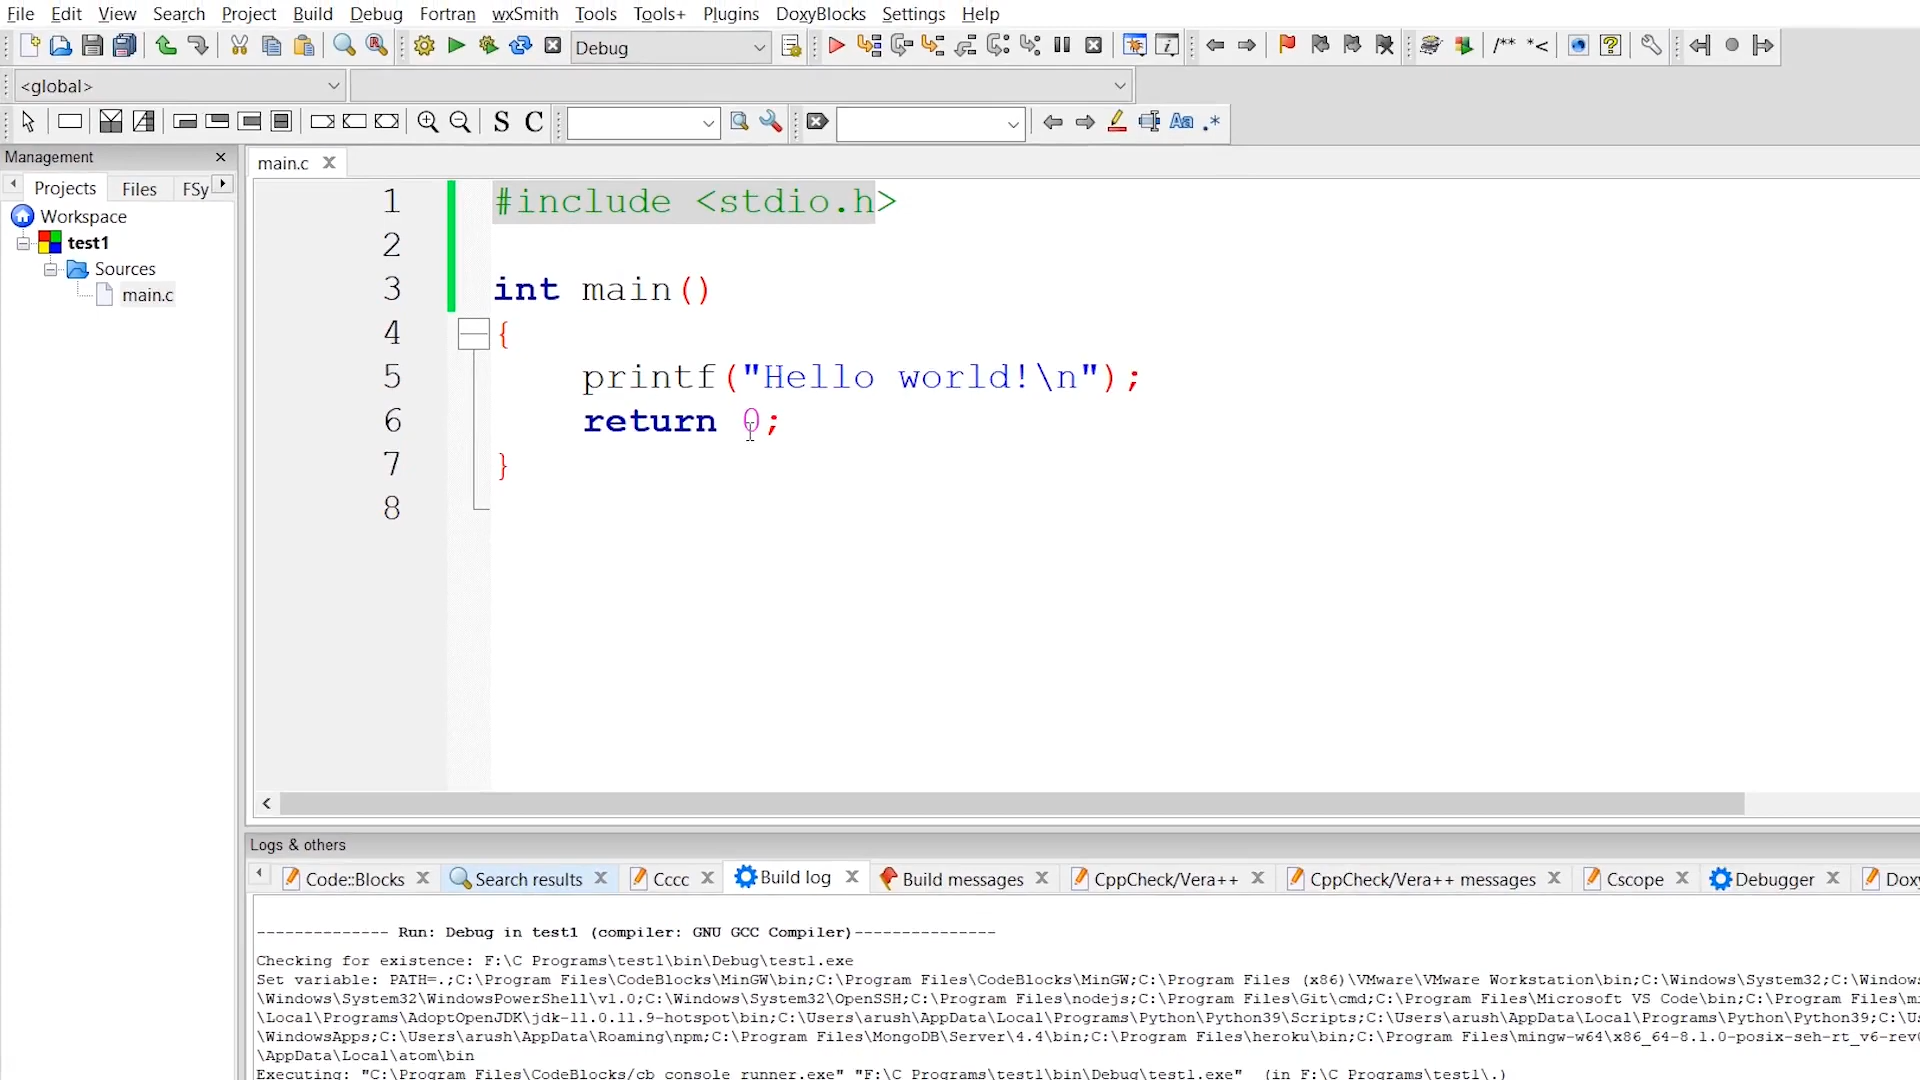 File Edit View Search Project Build Debug Fortran wxSmith Tools Tools+ Plugins DoxyBlocks Settings Help
Debug /** *<
<global>
S C Aa .*
Management
Projects Files FSy
main.c
Workspace
test1
Sources
main.c
1 #include <stdio.h>
2
3 int main()
4 {
5 printf("Hello world!\n");
6 return 0;
7 }
8
Logs & others
Code::Blocks Search results Cccc Build log Build messages CppCheck/Vera++ CppCheck/Vera++ messages Cscope Debugger Doxy
-------------- Run: Debug in test1 (compiler: GNU GCC Compiler)---------------
Checking for existence: F:\C Programs\test1\bin\Debug\test1.exe
Set variable: PATH=.;C:\Program Files\CodeBlocks\MinGW\bin;C:\Program Files\CodeBlocks\MinGW;C:\Program Files (x86)\VMware\VMware Workstation\bin;C:\Windows\System32;C:\Windows
\Windows\System32\WindowsPowerShell\v1.0;C:\Windows\System32\OpenSSH;C:\Program Files\nodejs;C:\Program Files\Git\cmd;C:\Program Files\Microsoft VS Code\bin;C:\Program Files\mi
\Local\Programs\AdoptOpenJDK\jdk-11.0.11.9-hotspot\bin;C:\Users\arush\AppData\Local\Programs\Python\Python39\Scripts;C:\Users\arush\AppData\Local\Programs\Python\Python39;C:\Us
\WindowsApps;C:\Users\arush\AppData\Roaming\npm;C:\Program Files\MongoDB\Server\4.4\bin;C:\Program Files\heroku\bin;C:\Program Files\mingw-w64\x86_64-8.1.0-posix-seh-rt_v6-rev0
\AppData\Local\atom\bin
Executing: "C:\Program Files\CodeBlocks/cb_console_runner.exe" "F:\C Programs\test1\bin\Debug\test1.exe" (in F:\C Programs\test1\.)